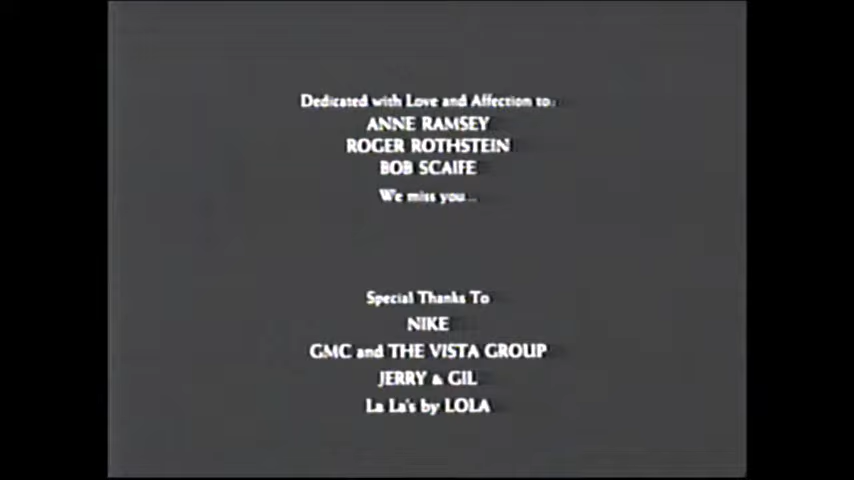 Dedicated with Love and Affection to:
ANNE RAMSEY
ROGER ROTHSTEIN
BOB SCAIFE
We miss you...
Special Thanks To
NIKE
GMC and THE VISTA GROUP
JERRY & GIL
La La's by LOLA